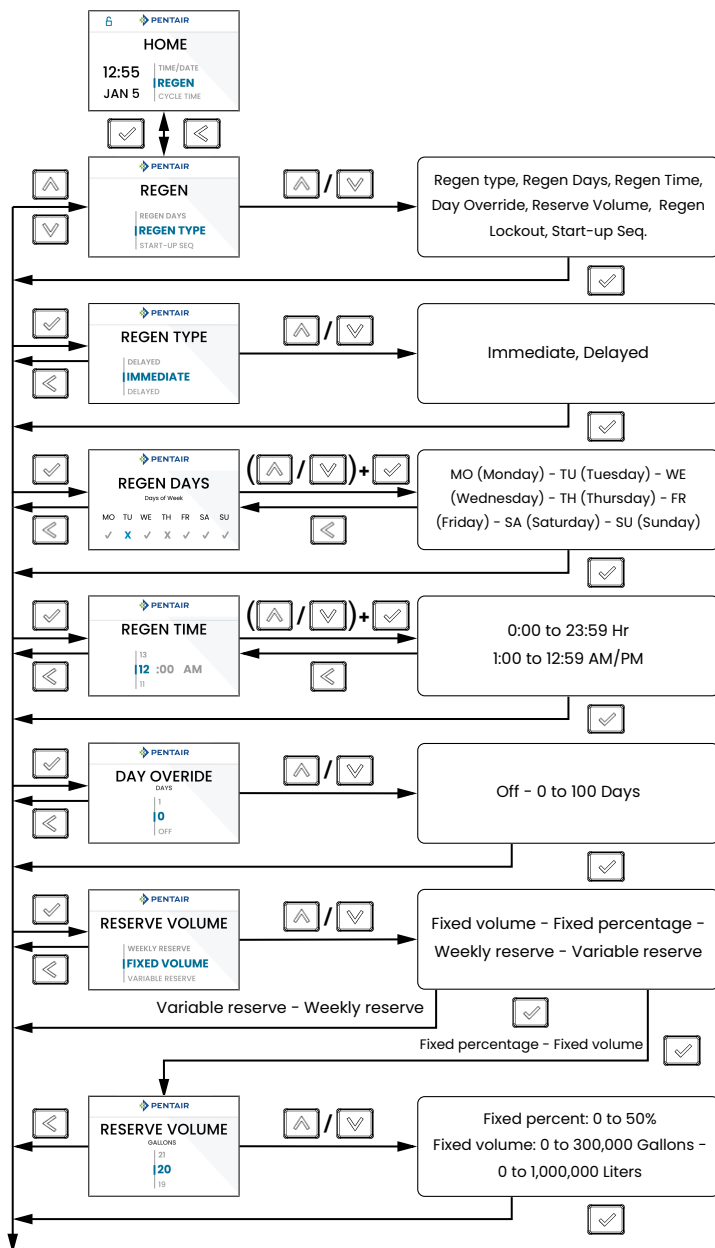 PENTAIR
HOME
12:55
JAN 5
TIME/DATE
REGEN
CYCLE TIME
PENTAIR
REGEN
REGEN DAYS
REGEN TYPE
START-UP SEQ
/
Regen type, Regen Days, Regen Time,
Day Override, Reserve Volume, Regen
Lockout, Start-up Seq.
PENTAIR
REGEN TYPE
DELAYED
IMMEDIATE
DELAYED
/
Immediate, Delayed
PENTAIR
REGEN DAYS
Days of Week
MO TU WE TH FR SA SU
✓ X ✓ X ✓ ✓ ✓
( / )+
MO (Monday) - TU (Tuesday) - WE
(Wednesday) - TH (Thursday) - FR
(Friday) - SA (Saturday) - SU (Sunday)
PENTAIR
REGEN TIME
13
12 :00 AM
11
( / )+
0:00 to 23:59 Hr
1:00 to 12:59 AM/PM
PENTAIR
DAY OVERIDE
DAYS
1
0
OFF
/
Off - 0 to 100 Days
PENTAIR
RESERVE VOLUME
WEEKLY RESERVE
FIXED VOLUME
VARIABLE RESERVE
/
Fixed volume - Fixed percentage -
Weekly reserve - Variable reserve
Variable reserve - Weekly reserve
Fixed percentage - Fixed volume
PENTAIR
RESERVE VOLUME
GALLONS
21
20
19
/
Fixed percent: 0 to 50%
Fixed volume: 0 to 300,000 Gallons -
0 to 1,000,000 Liters